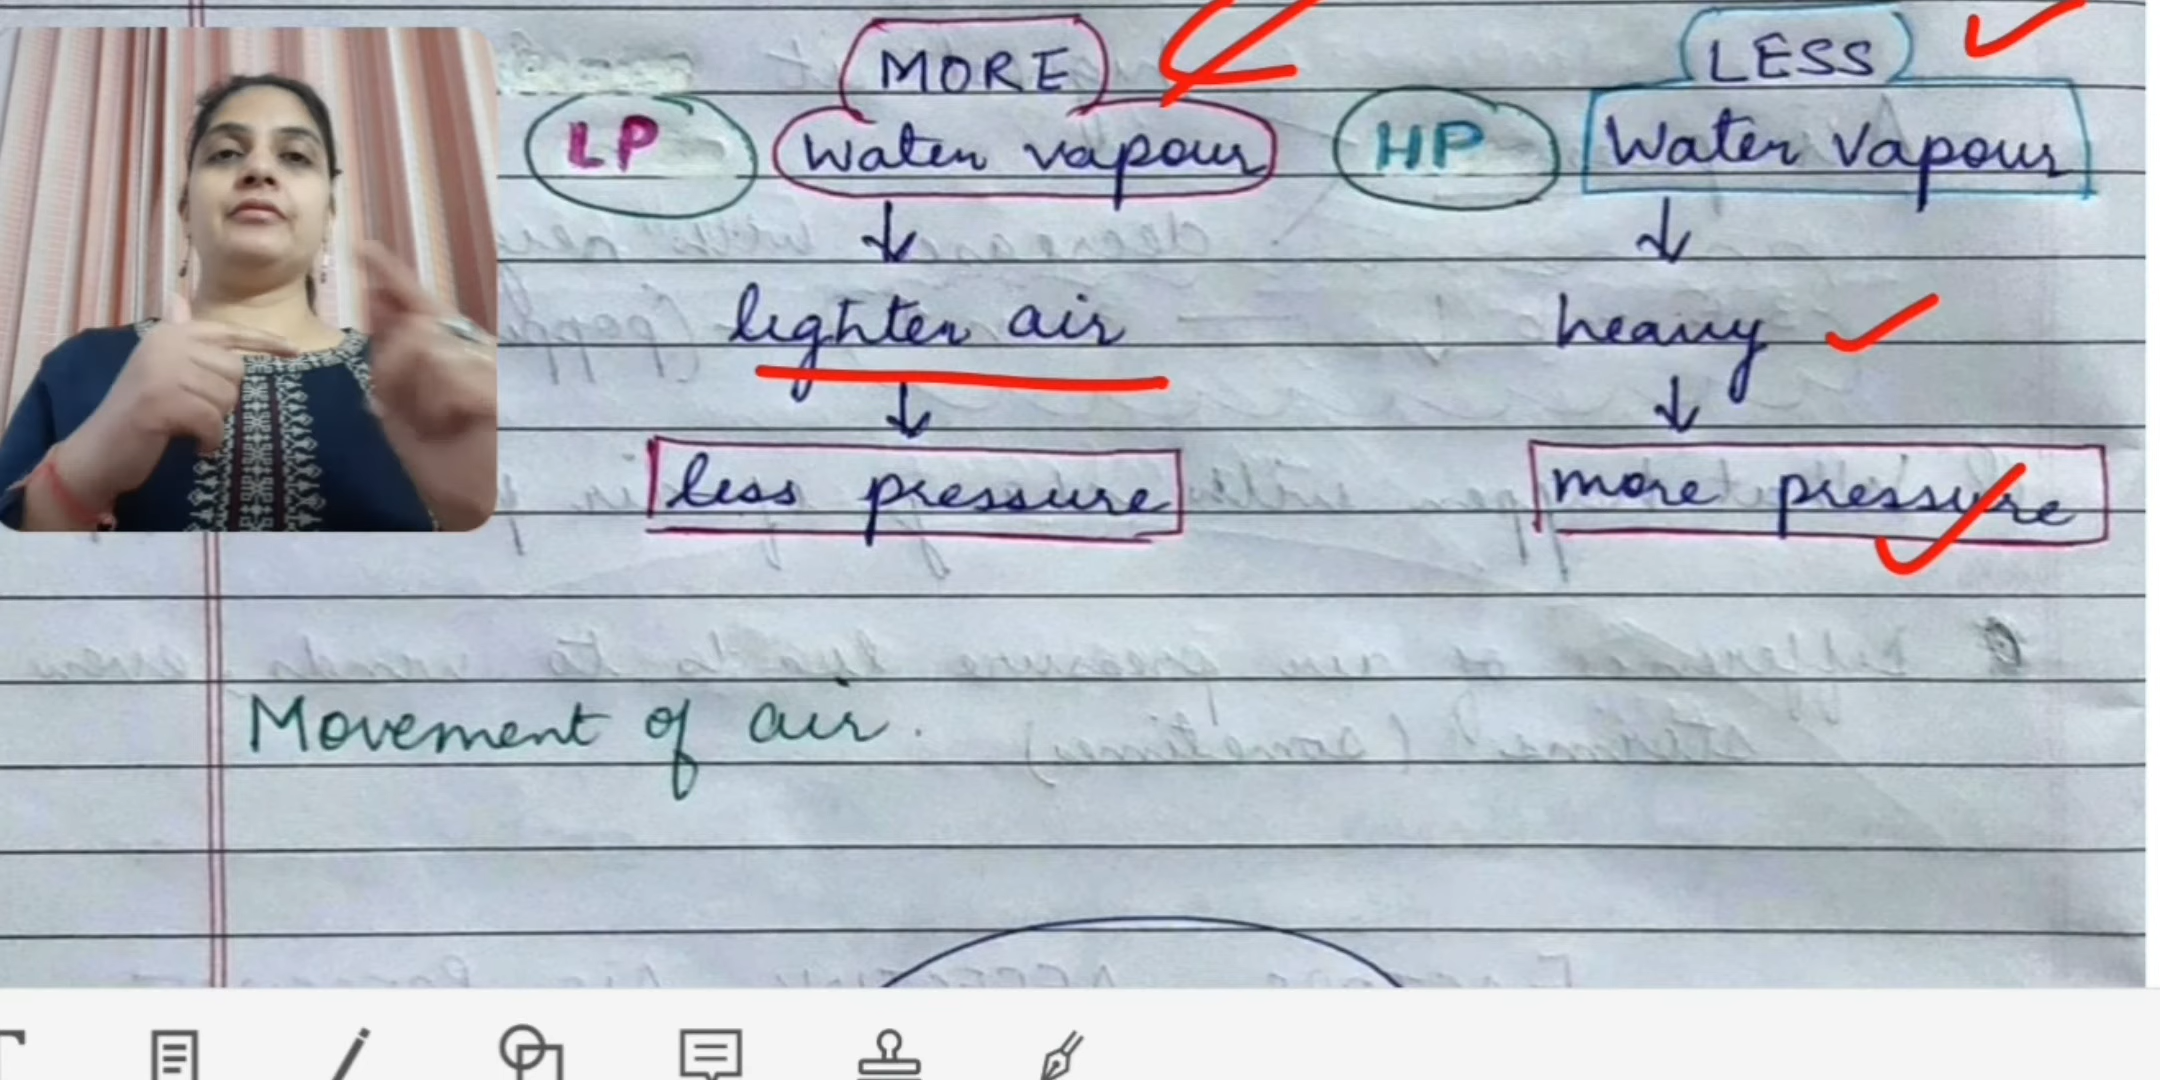 MORE LESS
LP water vapour HP Water Vapour
lighter air heavy
less pressure more pressure
Movement of air.